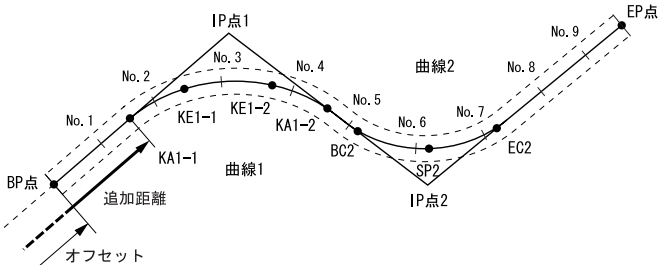 IP点1
EP点
No.9
No.3
No.2
No.4
曲線2
No.8
KE1-1
KE1-2
No.5
No.1
KA1-2
No.6
No.7
KA1-1
BC2
EC2
SP2
曲線1
BP点
IP点2
追加距離
オフセット